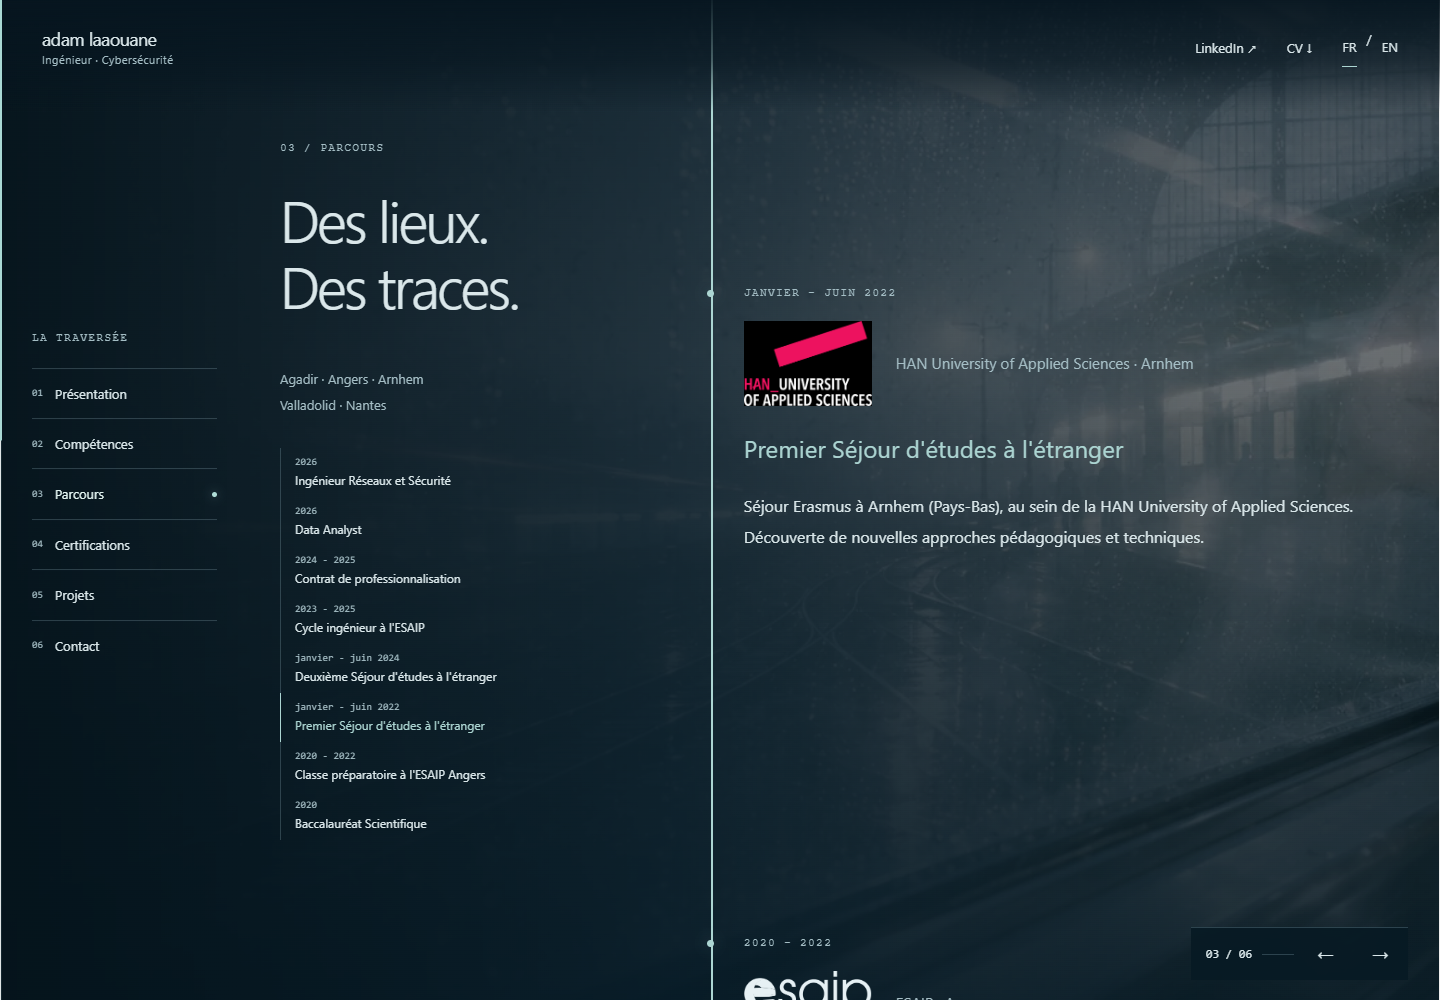 adam laaouane
Ingénieur · Cybersécurité
LinkedIn ↗
CV ↓
FR / EN
LA TRAVERSÉE
01 Présentation
02 Compétences
03 Parcours
04 Certifications
05 Projets
06 Contact
03 / PARCOURS
Des lieux.
Des traces.
Agadir · Angers · Arnhem
Valladolid · Nantes
2026
Ingénieur Réseaux et Sécurité
2026
Data Analyst
2024 - 2025
Contrat de professionnalisation
2023 - 2025
Cycle ingénieur à l'ESAIP
janvier - juin 2024
Deuxième Séjour d'études à l'étranger
janvier - juin 2022
Premier Séjour d'études à l'étranger
2020 - 2022
Classe préparatoire à l'ESAIP Angers
2020
Baccalauréat Scientifique
JANVIER – JUIN 2022
HAN_UNIVERSITY
OF APPLIED SCIENCES
HAN University of Applied Sciences · Arnhem
Premier Séjour d'études à l'étranger
Séjour Erasmus à Arnhem (Pays-Bas), au sein de la HAN University of Applied Sciences.
Découverte de nouvelles approches pédagogiques et techniques.
2020 – 2022
esaip
03 / 06 ← →